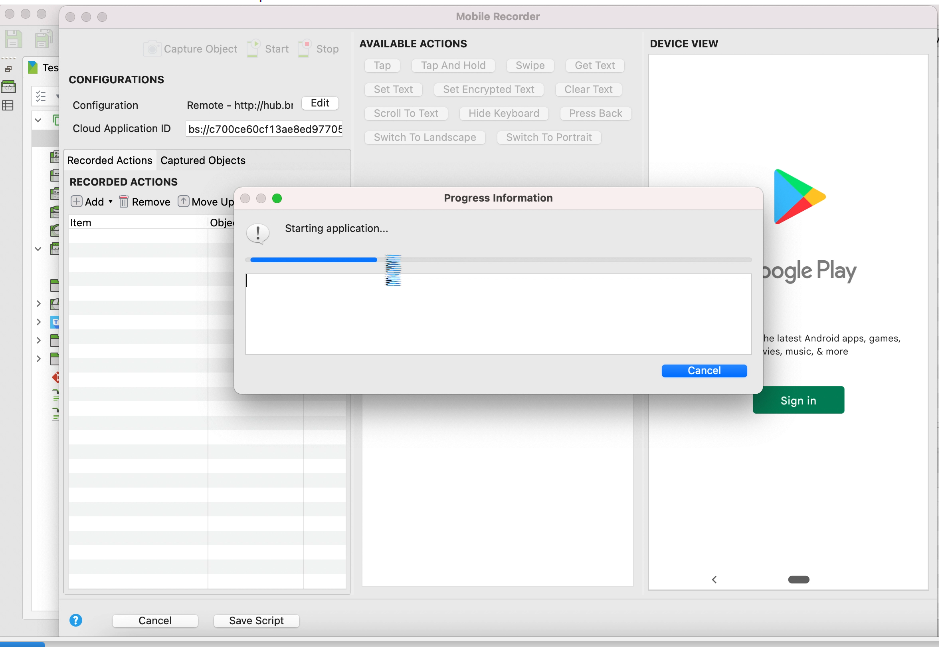 Mobile Recorder
Tes
Capture Object
Start
Stop
CONFIGURATIONS
Configuration
Remote - http://hub.bı
Edit
Cloud Application ID
bs://c700ce60cf13ae8ed97705
Recorded Actions
Captured Objects
RECORDED ACTIONS
Add
Remove
Move Up
Item
Objec
AVAILABLE ACTIONS
Tap
Tap And Hold
Swipe
Get Text
Set Text
Set Encrypted Text
Clear Text
Scroll To Text
Hide Keyboard
Press Back
Switch To Landscape
Switch To Portrait
DEVICE VIEW
Progress Information
Starting application...
Cancel
oogle Play
he latest Android apps, games,
vies, music, & more
Sign in
?
Cancel
Save Script